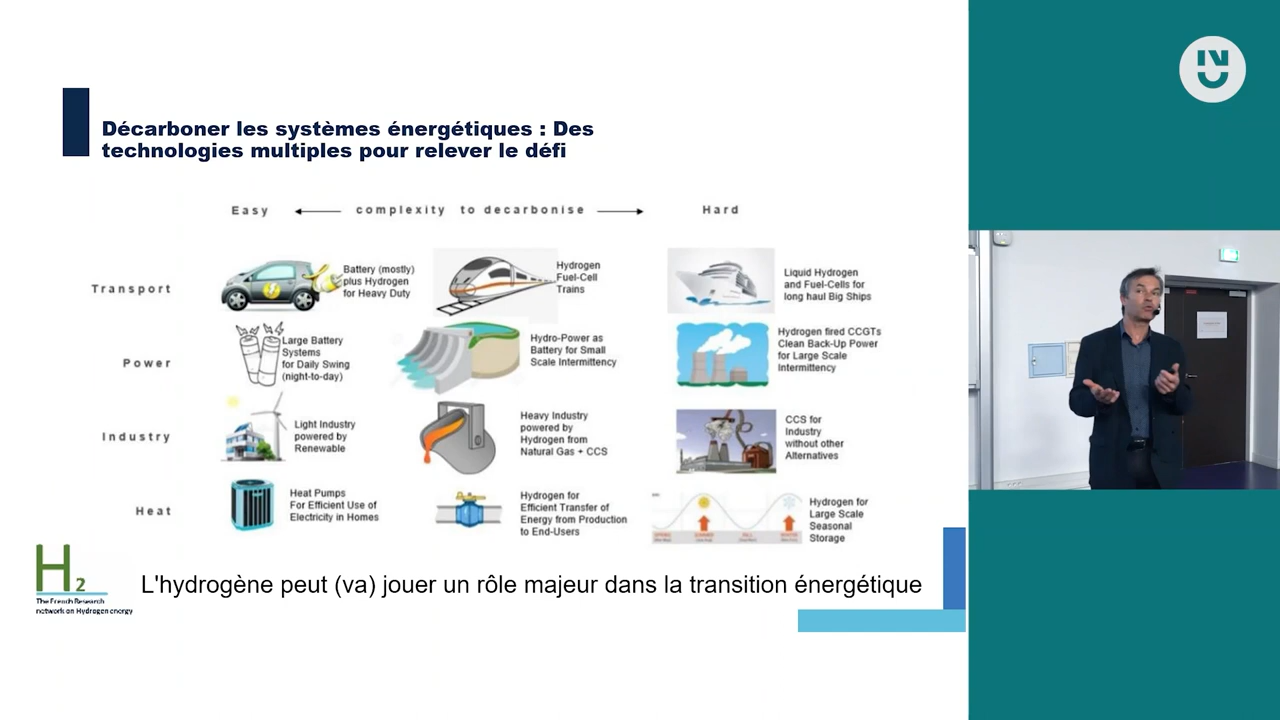 Décarboner les systèmes énergétiques : Des
technologies multiples pour relever le défi
Easy complexity to decarbonise Hard
Transport
Battery (mostly)
plus Hydrogen
for Heavy Duty
Hydrogen
Fuel-Cell
Trains
Liquid Hydrogen
and Fuel-Cells for
long haul Big Ships
Power
Large Battery
Systems
for Daily Swing
(night-to-day)
Hydro-Power as
Battery for Small
Scale Intermittency
Hydrogen fired CCGTs
Clean Back-Up Power
for Large Scale
Intermittency
Industry
Light Industry
powered by
Renewable
Heavy Industry
powered by
Hydrogen from
Natural Gas + CCS
CCS for
Industry
without other
Alternatives
Heat
Heat Pumps
For Efficient Use of
Electricity in Homes
Hydrogen for
Efficient Transfer of
Energy from Production
to End-Users
Hydrogen for
Large Scale
Seasonal
Storage
H2
The French Research
network on Hydrogen energy
L'hydrogène peut (va) jouer un rôle majeur dans la transition énergétique